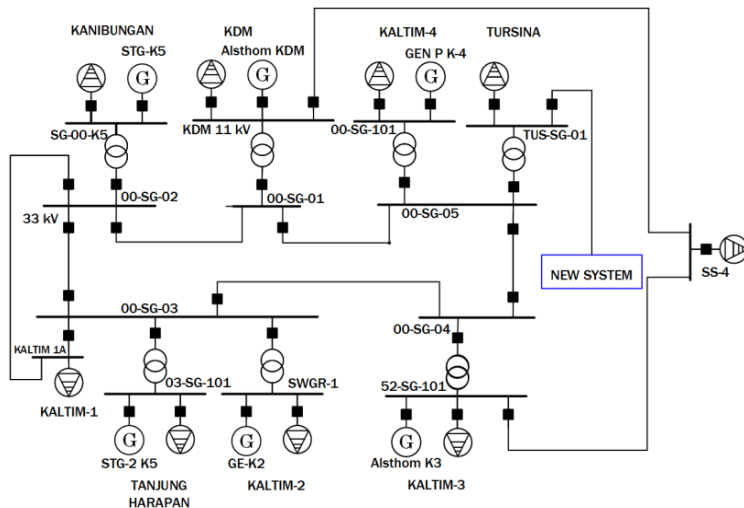 KANIBUNGAN
STG-K5
G
KDM
Alsthom KDM
G
KALTIM-4
GEN P K-4
G
TURSINA
SG-00-K5
KDM 11 kV
00-SG-101
TUS-SG-01
00-SG-02
00-SG-01
00-SG-05
33 kV
NEW SYSTEM
SS-4
00-SG-03
00-SG-04
KALTIM 1A
KALTIM-1
03-SG-101
SWGR-1
52-SG-101
G
G
G
STG-2 K5
GE-K2
Alsthom K3
TANJUNG
HARAPAN
KALTIM-2
KALTIM-3